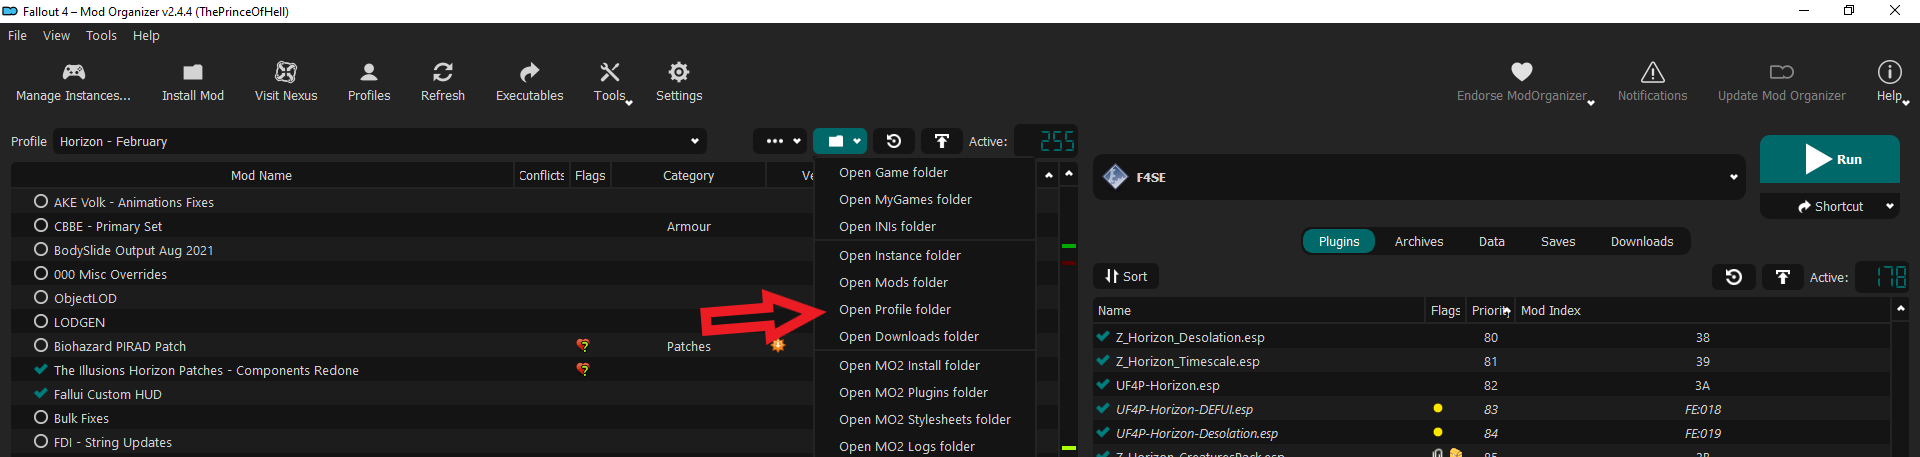 Fallout 4 – Mod Organizer v2.4.4 (ThePrinceOfHell)
File View Tools Help
Manage Instances... Install Mod Visit Nexus Profiles Refresh Executables Tools Settings Endorse ModOrganizer Notifications Update Mod Organizer Help
Profile Horizon - February Active: 255
Mod Name Conflicts Flags Category Ve
AKE Volk - Animations Fixes
CBBE - Primary Set Armour
BodySlide Output Aug 2021
000 Misc Overrides
ObjectLOD
LODGEN
Biohazard PIRAD Patch Patches
The Illusions Horizon Patches - Components Redone
Fallui Custom HUD
Bulk Fixes
FDI - String Updates
Open Game folder
Open MyGames folder
Open INIs folder
Open Instance folder
Open Mods folder
Open Profile folder
Open Downloads folder
Open MO2 Install folder
Open MO2 Plugins folder
Open MO2 Stylesheets folder
Open MO2 Logs folder
F4SE
Run
Shortcut
Plugins Archives Data Saves Downloads
Sort Active: 178
Name Flags Priority Mod Index
Z_Horizon_Desolation.esp 80 38
Z_Horizon_Timescale.esp 81 39
UF4P-Horizon.esp 82 3A
UF4P-Horizon-DEFUI.esp 83 FE:018
UF4P-Horizon-Desolation.esp 84 FE:019
Z_Horizon_CreaturesPack.esp 85 3B